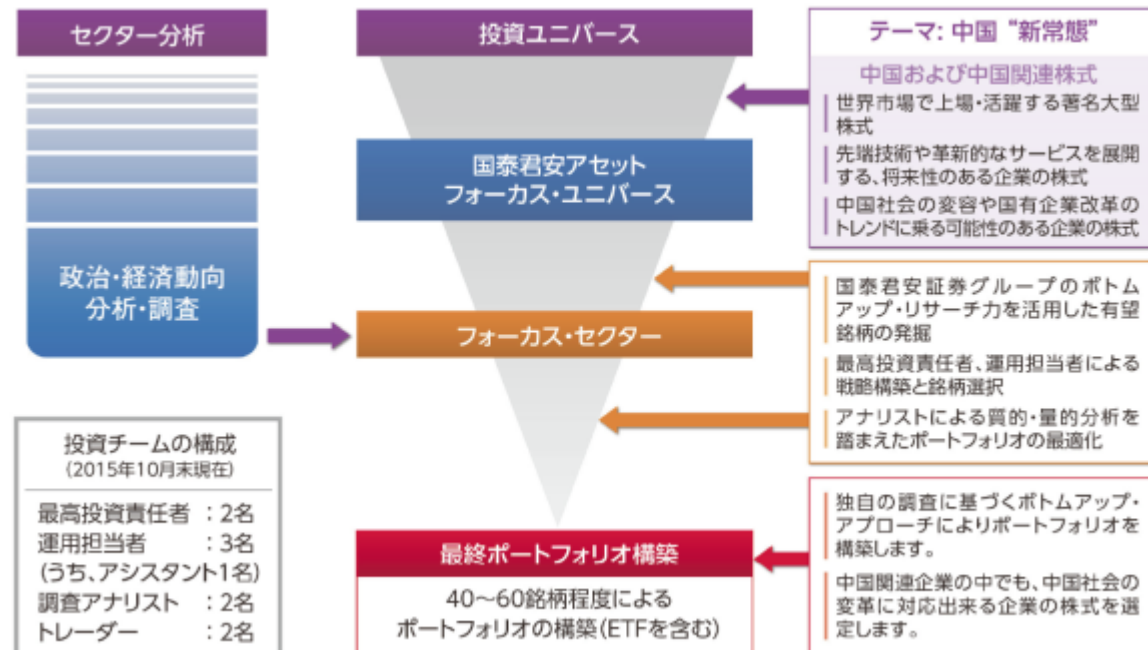 セクター分析
政治・経済動向
分析・調査
投資チームの構成
(2015年10月末現在)
最高投資責任者 : 2名
運用担当者 : 3名
(うち、アシスタント1名)
調査アナリスト : 2名
トレーダー : 2名
投資ユニバース
国泰君安アセット
フォーカス・ユニバース
フォーカス・セクター
最終ポートフォリオ構築
40～60銘柄程度による
ポートフォリオの構築(ETFを含む)
テーマ: 中国 “新常態”
中国および中国関連株式
世界市場で上場・活躍する著名大型
株式
先端技術や革新的なサービスを展開
する、将来性のある企業の株式
中国社会の変容や国有企業改革の
トレンドに乗る可能性のある企業の株式
国泰君安証券グループのボトム
アップ・リサーチ力を活用した有望
銘柄の発掘
最高投資責任者、運用担当者による
戦略構築と銘柄選択
アナリストによる質的・量的分析を
踏まえたポートフォリオの最適化
独自の調査に基づくボトムアップ・
アプローチによりポートフォリオを
構築します。
中国関連企業の中でも、中国社会の
変革に対応出来る企業の株式を選
定します。